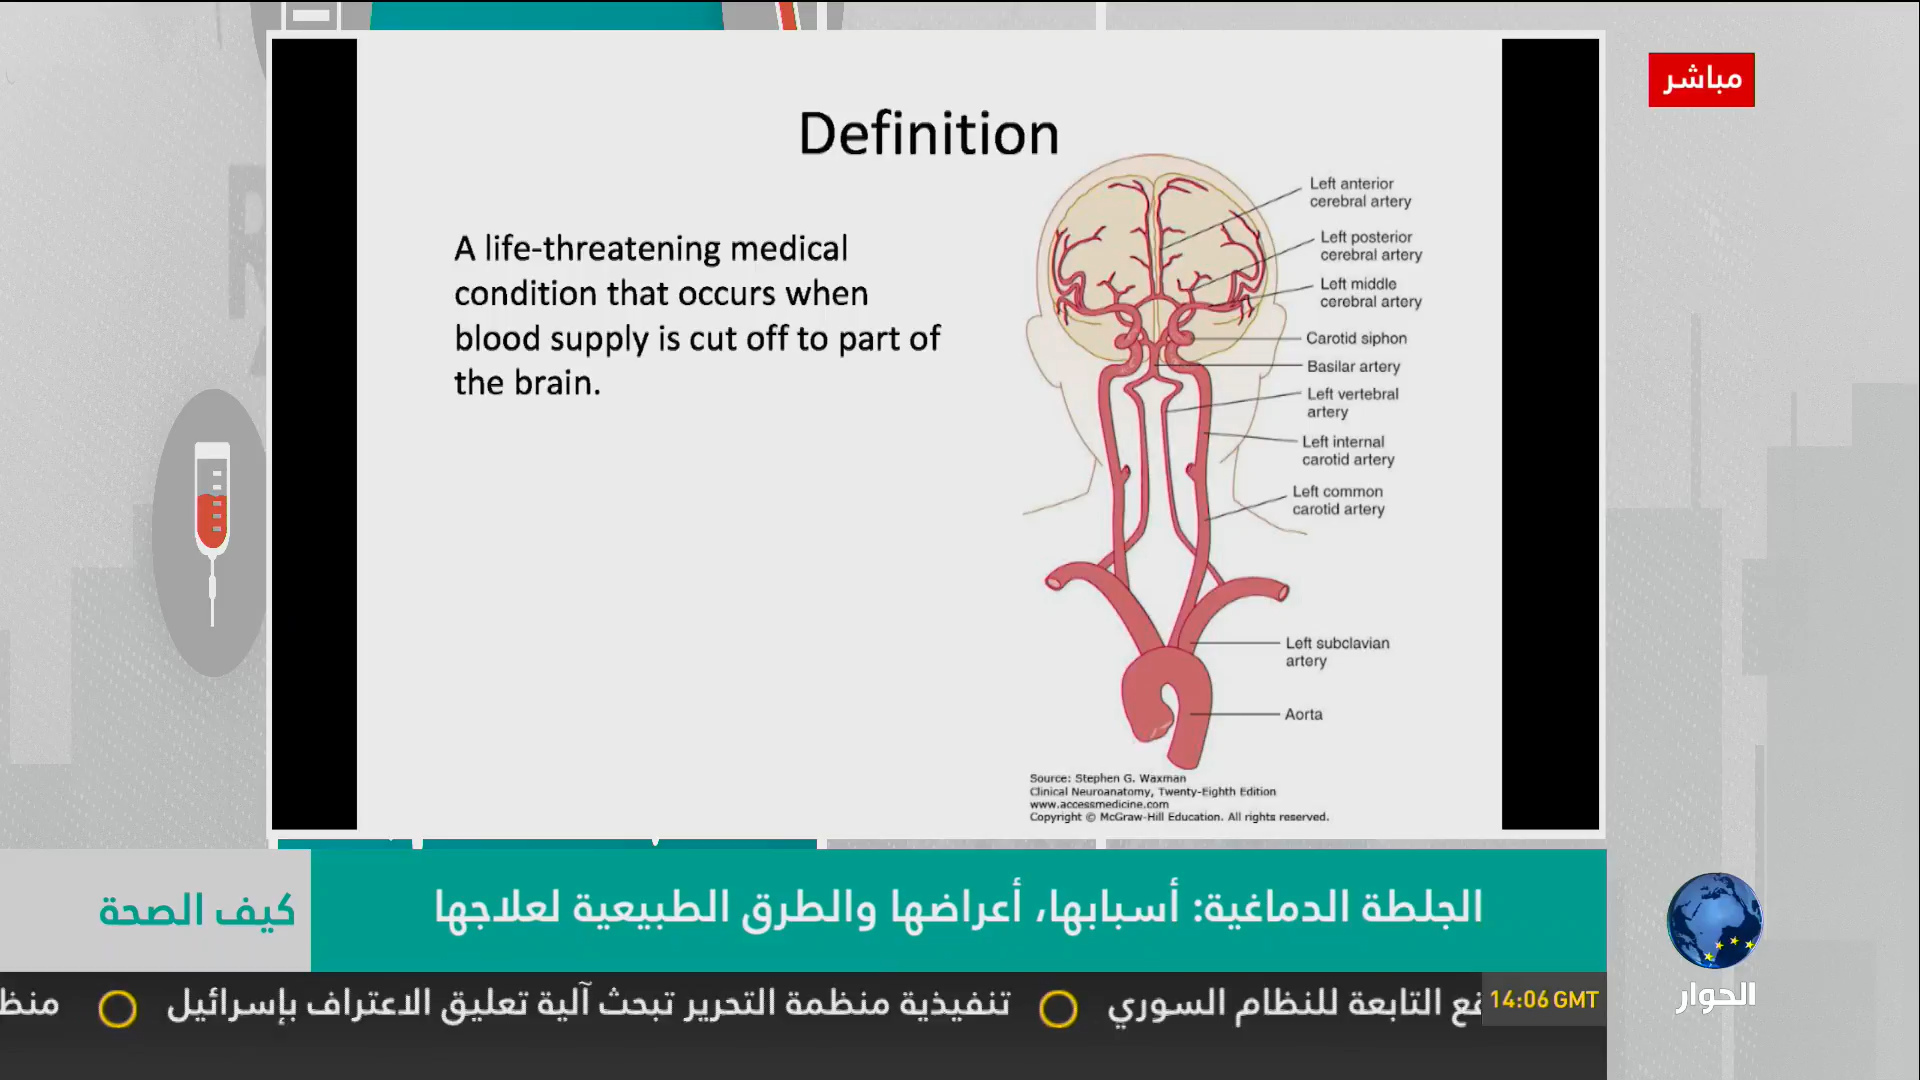 مباشر
Definition
A life-threatening medical
condition that occurs when
blood supply is cut off to part of
the brain.
Left anterior
cerebral artery
Left posterior
cerebral artery
Left middle
cerebral artery
Carotid siphon
Basilar artery
Left vertebral
artery
Left internal
carotid artery
Left common
carotid artery
Left subclavian
artery
Aorta
Source: Stephen G. Waxman
Clinical Neuroanatomy, Twenty-Eighth Edition
www.accessmedicine.com
Copyright © McGraw-Hill Education. All rights reserved.
الجلطة الدماغية: أسبابها، أعراضها والطرق الطبيعية لعلاجها
كيف الصحة
الحوار
14:06 GMT
التابعة للنظام السوري
تنفيذية منظمة التحرير تبحث آلية تعليق الاعتراف بإسرائيل